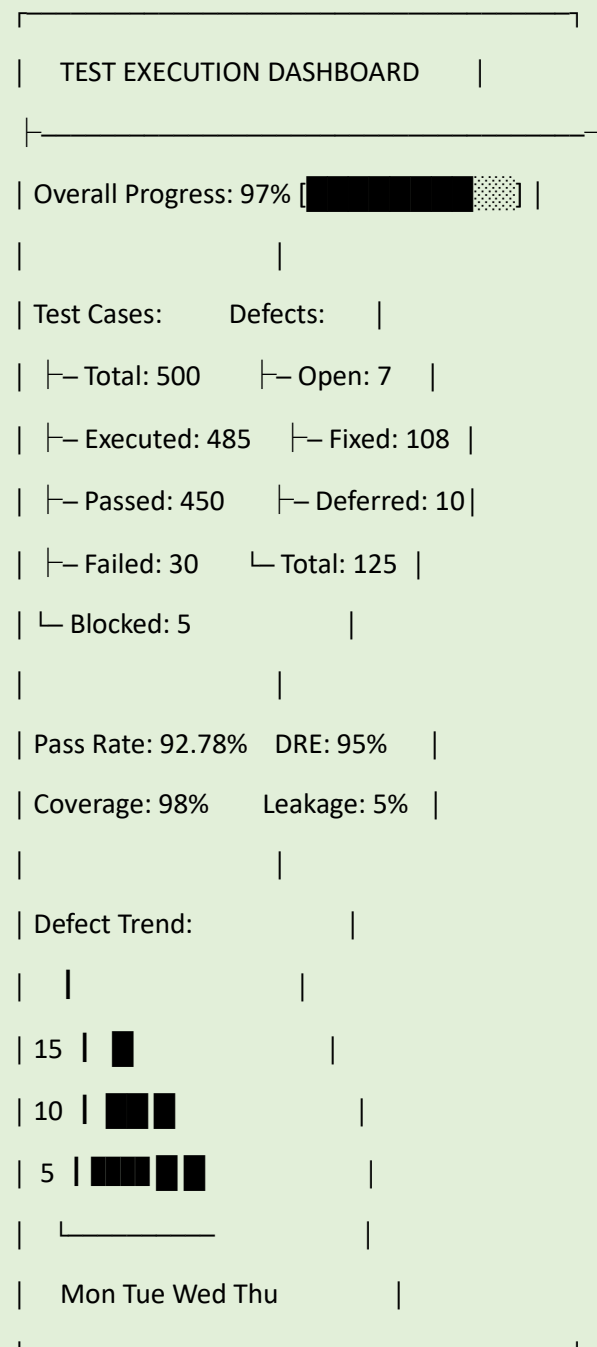 TEST EXECUTION DASHBOARD
Overall Progress: 97% [████████░░]
Test Cases: Defects:
├─ Total: 500 ├─ Open: 7
├─ Executed: 485 ├─ Fixed: 108
├─ Passed: 450 ├─ Deferred: 10
├─ Failed: 30 └─ Total: 125
└─ Blocked: 5
Pass Rate: 92.78% DRE: 95%
Coverage: 98% Leakage: 5%
Defect Trend:
15
10
5
Mon Tue Wed Thu